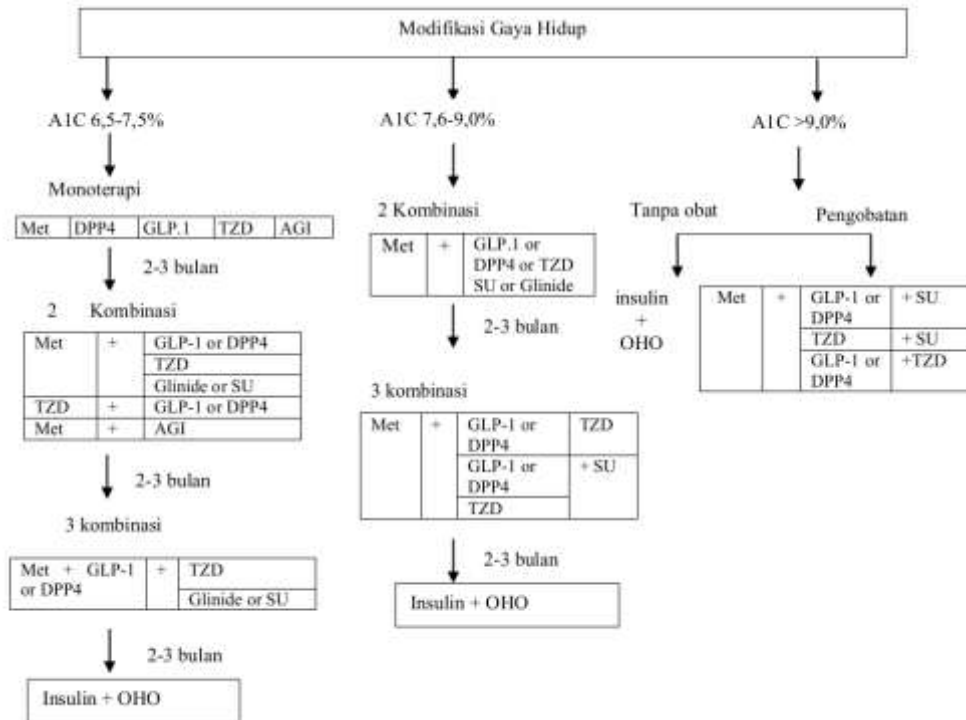 Modifikasi Gaya Hidup
A1C 6,5-7,5%
Monoterapi
Met DPP4 GLP.1 TZD AGI
2-3 bulan
2 Kombinasi
Met + GLP-1 or DPP4
TZD
Glinide or SU
TZD + GLP-1 or DPP4
Met + AGI
2-3 bulan
3 kombinasi
Met + GLP-1 + TZD
or DPP4
Glinide or SU
2-3 bulan
Insulin + OHO
A1C 7,6-9,0%
2 Kombinasi
Met + GLP.1 or
DPP4 or TZD
SU or Glinide
2-3 bulan
3 kombinasi
Met + GLP-1 or TZD
DPP4
GLP-1 or + SU
DPP4
TZD
2-3 bulan
Insulin + OHO
A1C >9,0%
Tanpa obat Pengobatan
insulin
+
OHO
Met + GLP-1 or + SU
DPP4
TZD + SU
GLP-1 or +TZD
DPP4